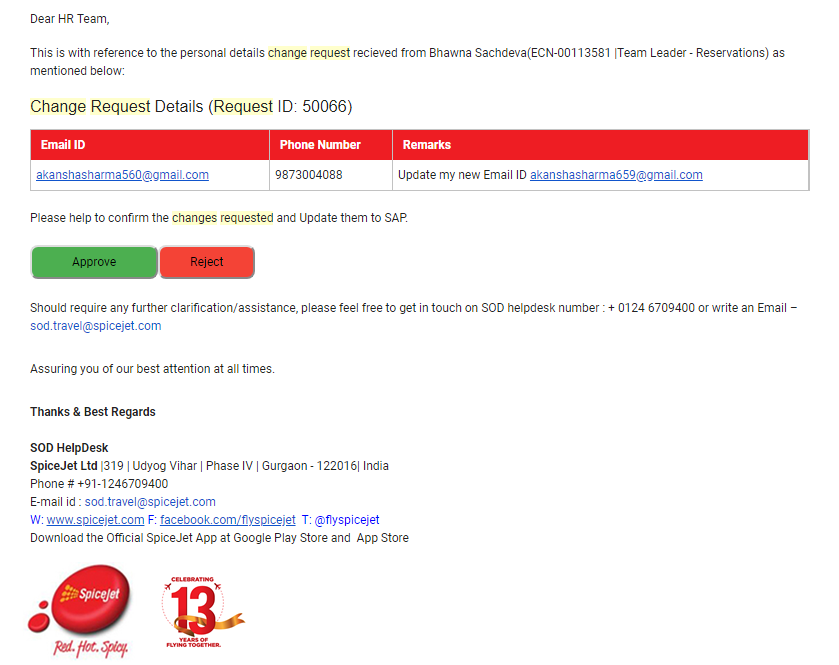 Dear HR Team,
This is with reference to the personal details change request recieved from Bhawna Sachdeva(ECN-00113581 |Team Leader - Reservations) as
mentioned below:
Change Request Details (Request ID: 50066)
Email ID Phone Number Remarks
akanshasharma560@gmail.com 9873004088 Update my new Email ID akanshasharma659@gmail.com
Please help to confirm the changes requested and Update them to SAP.
Approve Reject
Should require any further clarification/assistance, please feel free to get in touch on SOD helpdesk number : + 0124 6709400 or write an Email –
sod.travel@spicejet.com
Assuring you of our best attention at all times.
Thanks & Best Regards
SOD HelpDesk
SpiceJet Ltd |319 | Udyog Vihar | Phase IV | Gurgaon - 122016| India
Phone # +91-1246709400
E-mail id : sod.travel@spicejet.com
W: www.spicejet.com F: facebook.com/flyspicejet T: @flyspicejet
Download the Official SpiceJet App at Google Play Store and App Store
SpiceJet
Red. Hot. Spicy.
CELEBRATING
13
YEARS OF
FLYING TOGETHER.